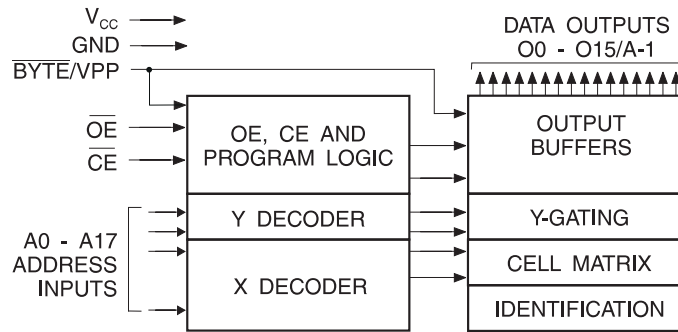 VCC
GND
BYTE/VPP
OE
CE
A0 - A17
ADDRESS
INPUTS
OE, CE AND
PROGRAM LOGIC
Y DECODER
X DECODER
DATA OUTPUTS
O0 - O15/A-1
OUTPUT
BUFFERS
Y-GATING
CELL MATRIX
IDENTIFICATION